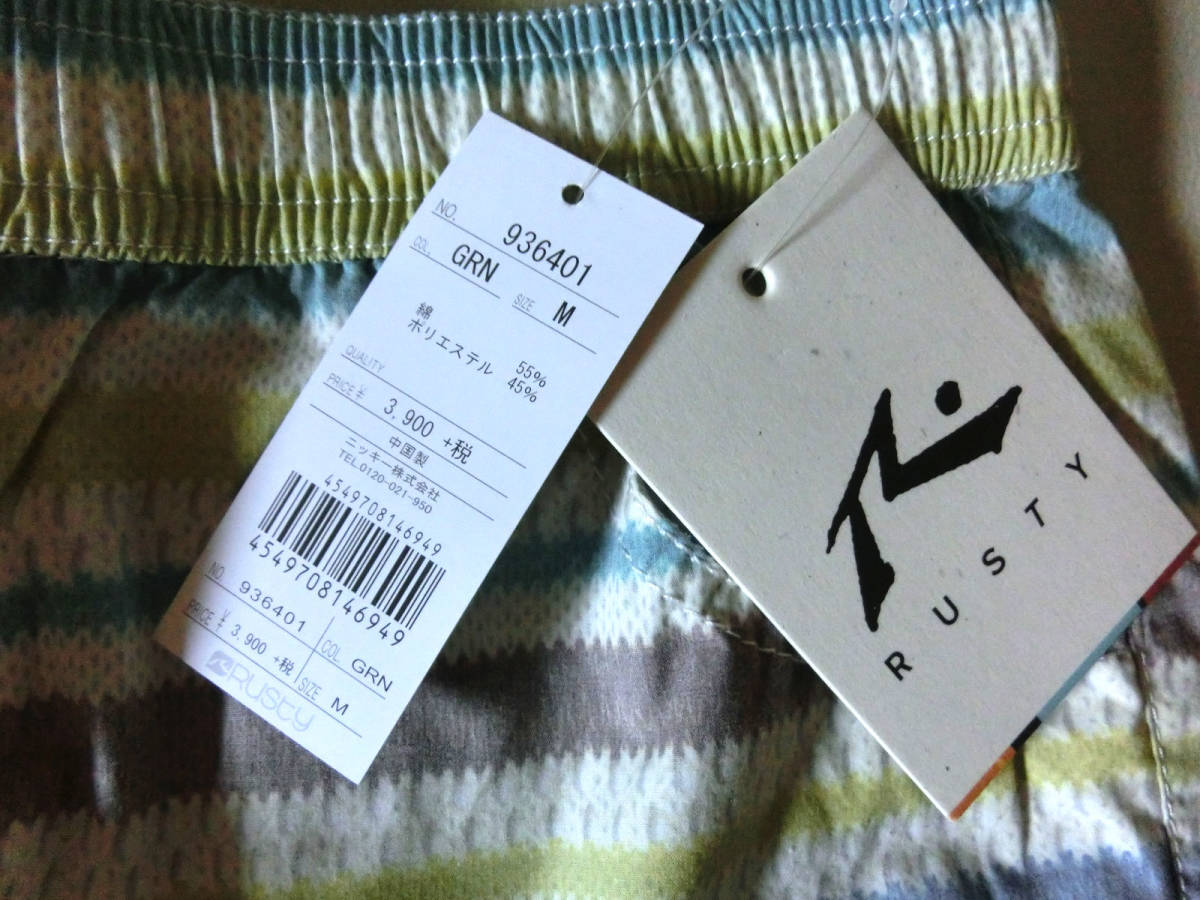 NO. 936401
COL. GRN SIZE M
綿 55%
ポリエステル 45%
QUALITY
PRICE ¥ 3,900 +税
中国製
ニッキー株式会社
TEL0120-021-950
4549708146949
4549708146949
NO 936401 COL GRN
PRICE ¥ 3,900 +税 SIZE M
RUSTY
RUSTY